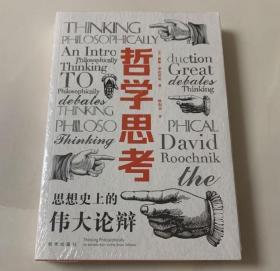 THINKING
PHILOSOPHICALLY
An Intro
duction
Philosophically
Thinking
Great
TO
debates
Philosophically
Thinking
debates
THINKING
PHILOSO
PHICAL
Thinking
David
Roochnik
the
哲学思考
思想史上的
伟大论辩
Thinking Philosophically